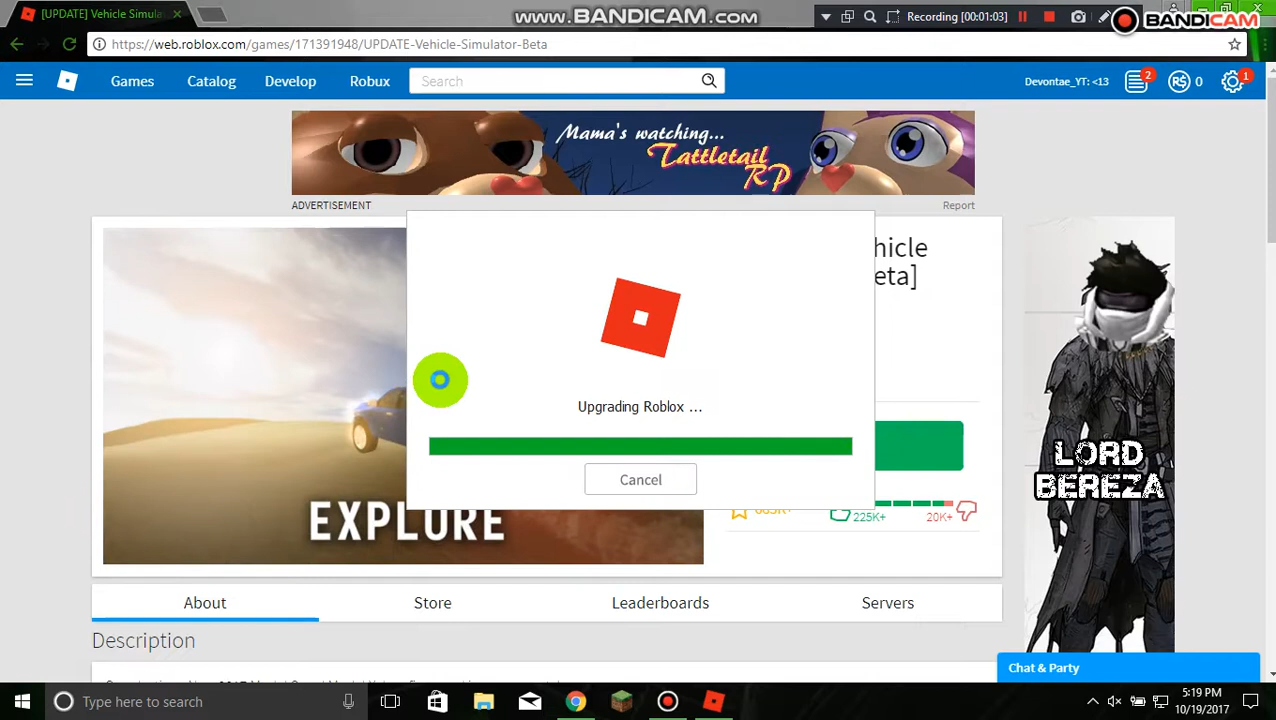 [UPDATE] Vehicle Simula
www.BANDICAM.com
Recording [00:01:03]
BANDICAM
https://web.roblox.com/games/171391948/UPDATE-Vehicle-Simulator-Beta
Games
Catalog
Develop
Robux
Search
Devontae_YT: <13
2
0
1
Mama's watching...
Tattletail
RP
ADVERTISEMENT
Report
hicle
eta]
Upgrading Roblox ...
Cancel
EXPLORE
225K+
20K+
LORD
BEREZA
About
Store
Leaderboards
Servers
Description
Chat & Party
Type here to search
5:19 PM
10/19/2017